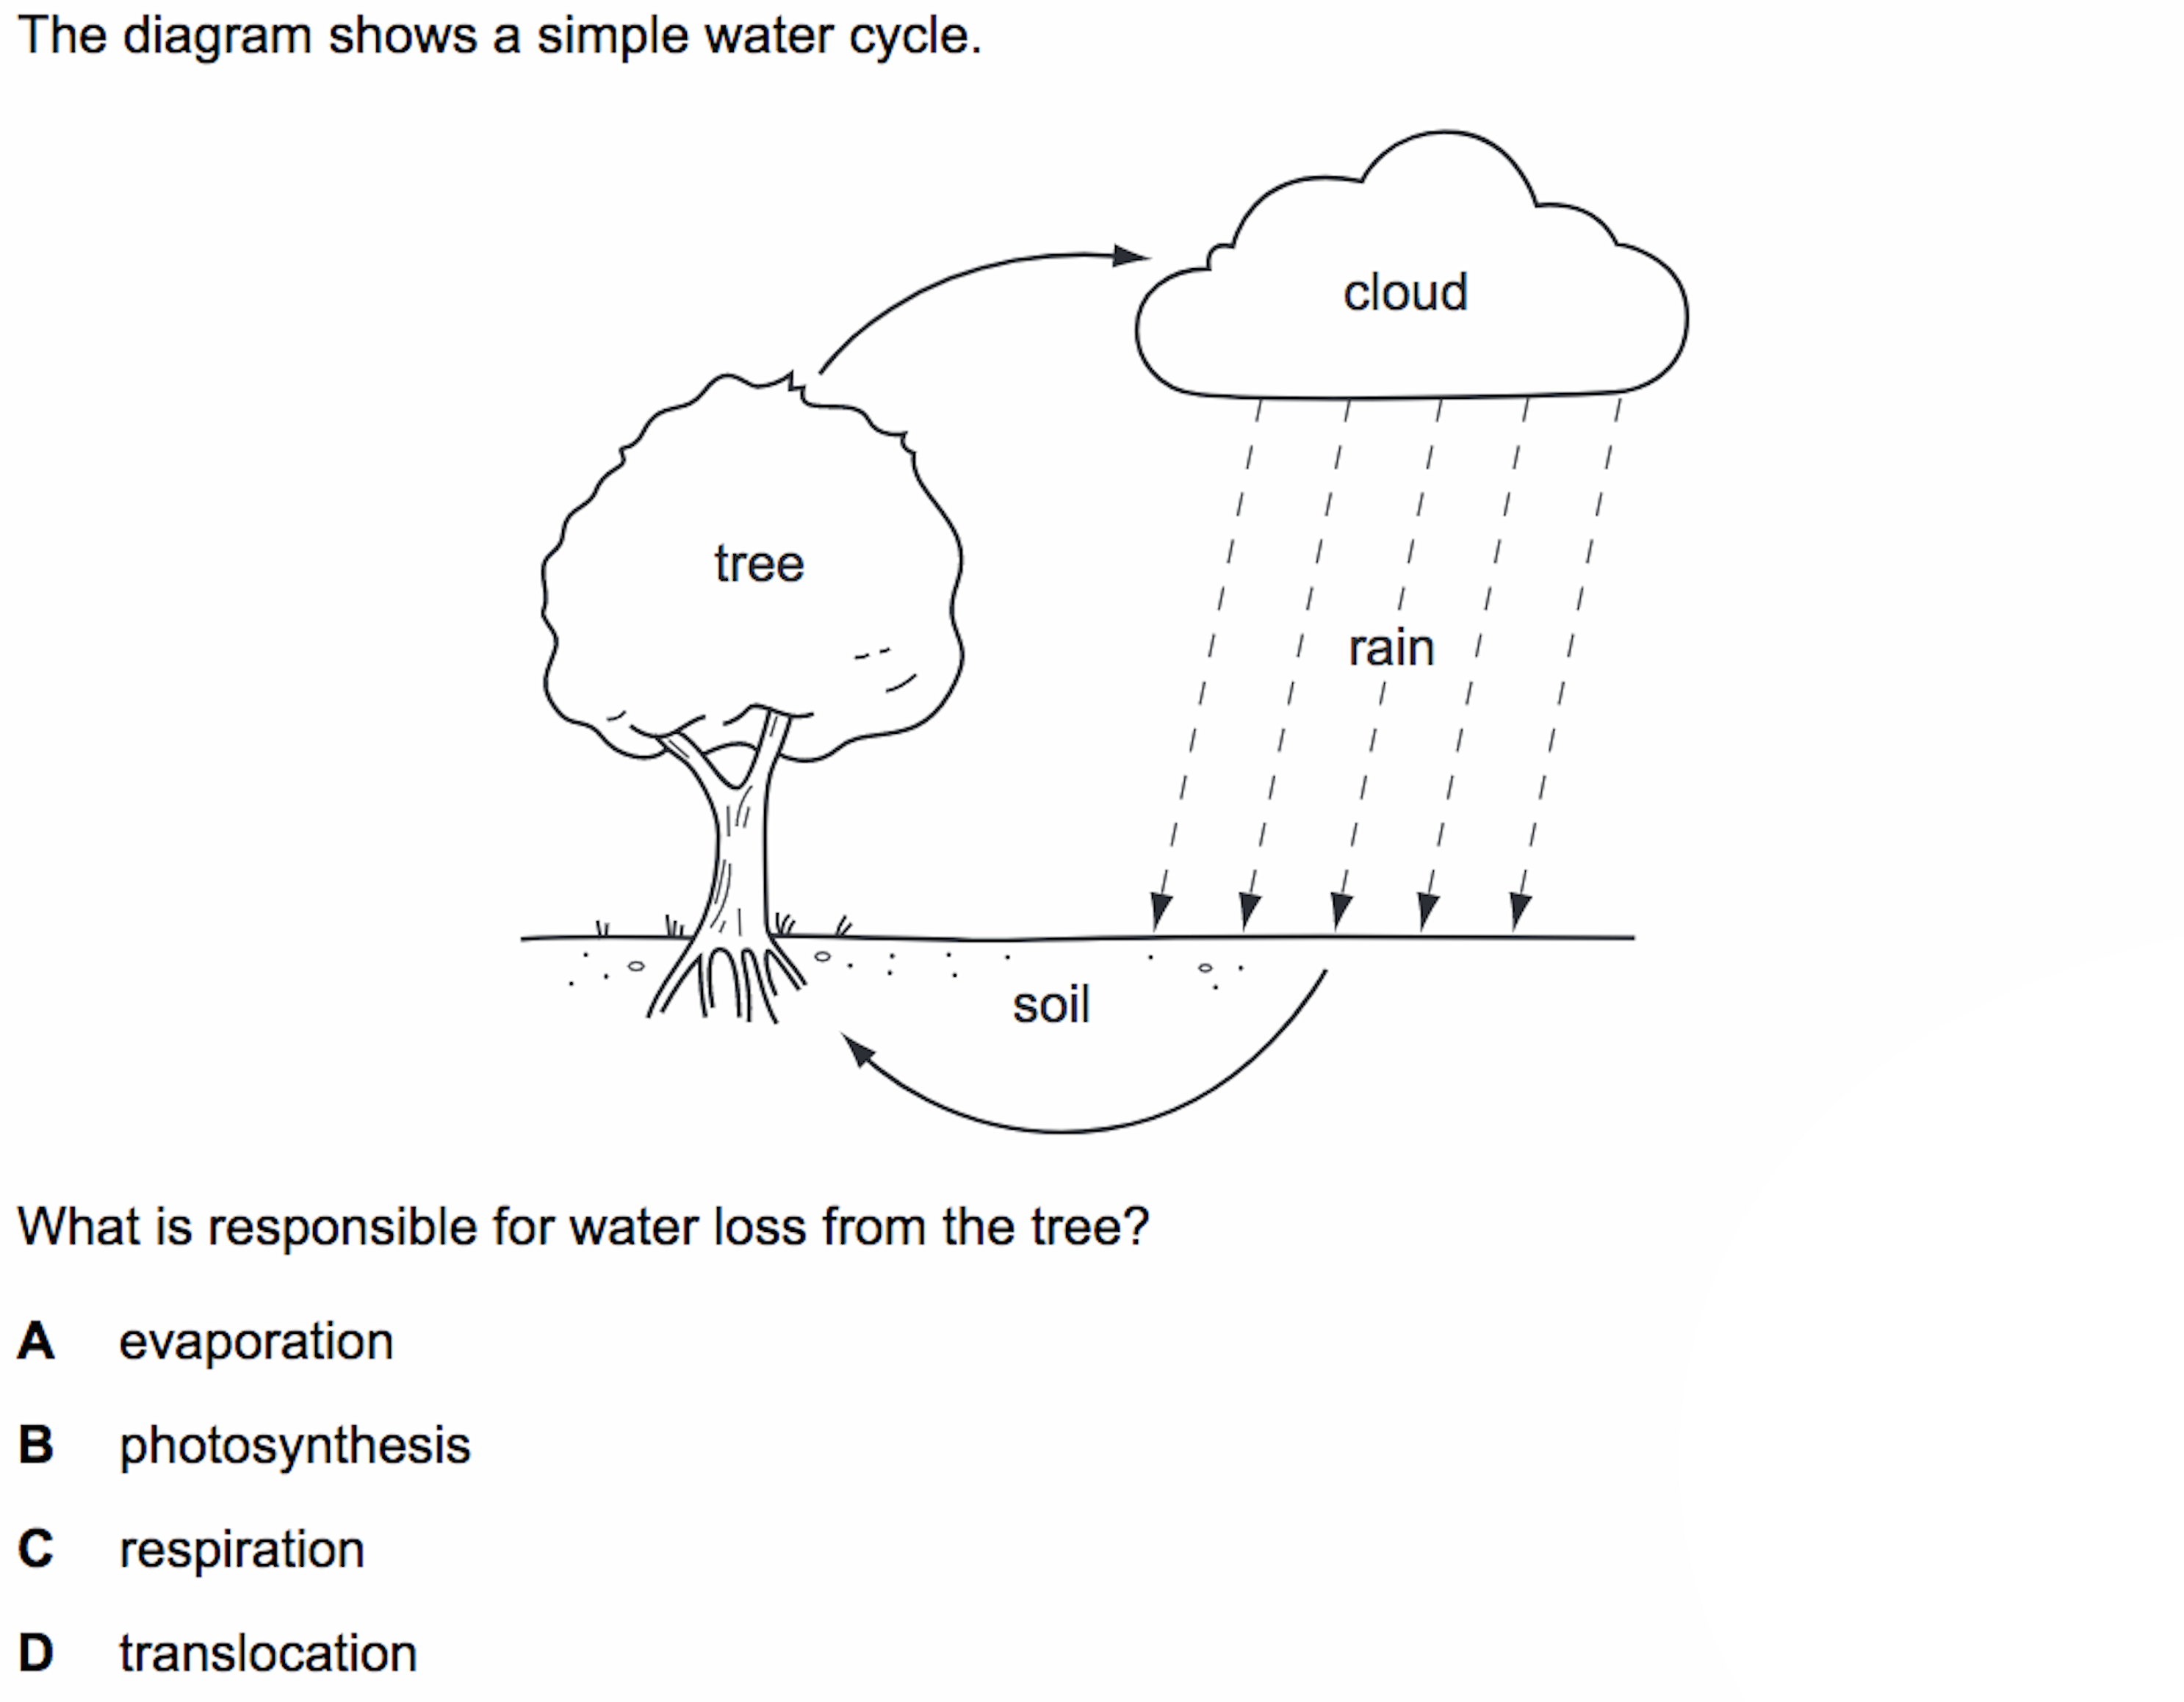 The diagram shows a simple water cycle.
cloud
tree
rain
soil
What is responsible for water loss from the tree?
A evaporation
B photosynthesis
C respiration
D translocation